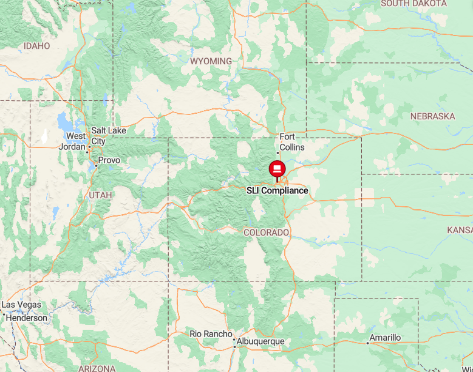 SOUTH DAKOTA
IDAHO
WYOMING
NEBRASKA
Salt Lake
City
West
Jordan
Provo
Fort
Collins
SLI Compliance
UTAH
COLORADO
KANSA
Las Vegas
Henderson
Rio Rancho
Albuquerque
Amarillo
ARIZONA
Wi